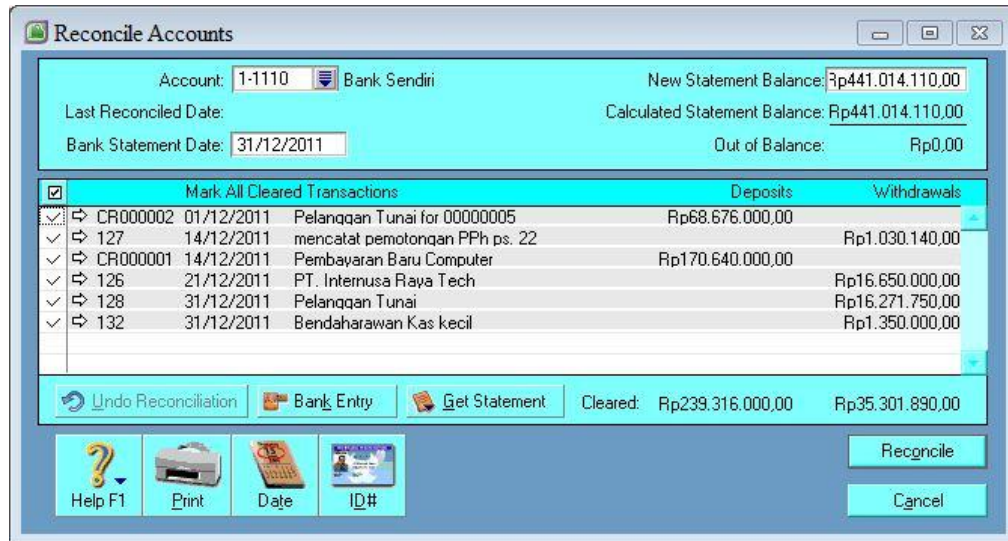 Reconcile Accounts
Account: 1-1110 Bank Sendiri New Statement Balance: Rp441.014.110,00
Last Reconciled Date: Calculated Statement Balance: Rp441.014.110,00
Bank Statement Date: 31/12/2011 Out of Balance: Rp0,00
Mark All Cleared Transactions Deposits Withdrawals
CR000002 01/12/2011 Pelanggan Tunai for 00000005 Rp68.676.000,00
127 14/12/2011 mencatat pemotongan PPh ps. 22 Rp1.030.140,00
CR000001 14/12/2011 Pembayaran Baru Computer Rp170.640.000,00
126 21/12/2011 PT. Internusa Raya Tech Rp16.650.000,00
128 31/12/2011 Pelanggan Tunai Rp16.271.750,00
132 31/12/2011 Bendaharawan Kas kecil Rp1.350.000,00
Undo Reconciliation Bank Entry Get Statement Cleared: Rp239.316.000,00 Rp35.301.890,00
Reconcile
Help F1 Print Date ID# Cancel